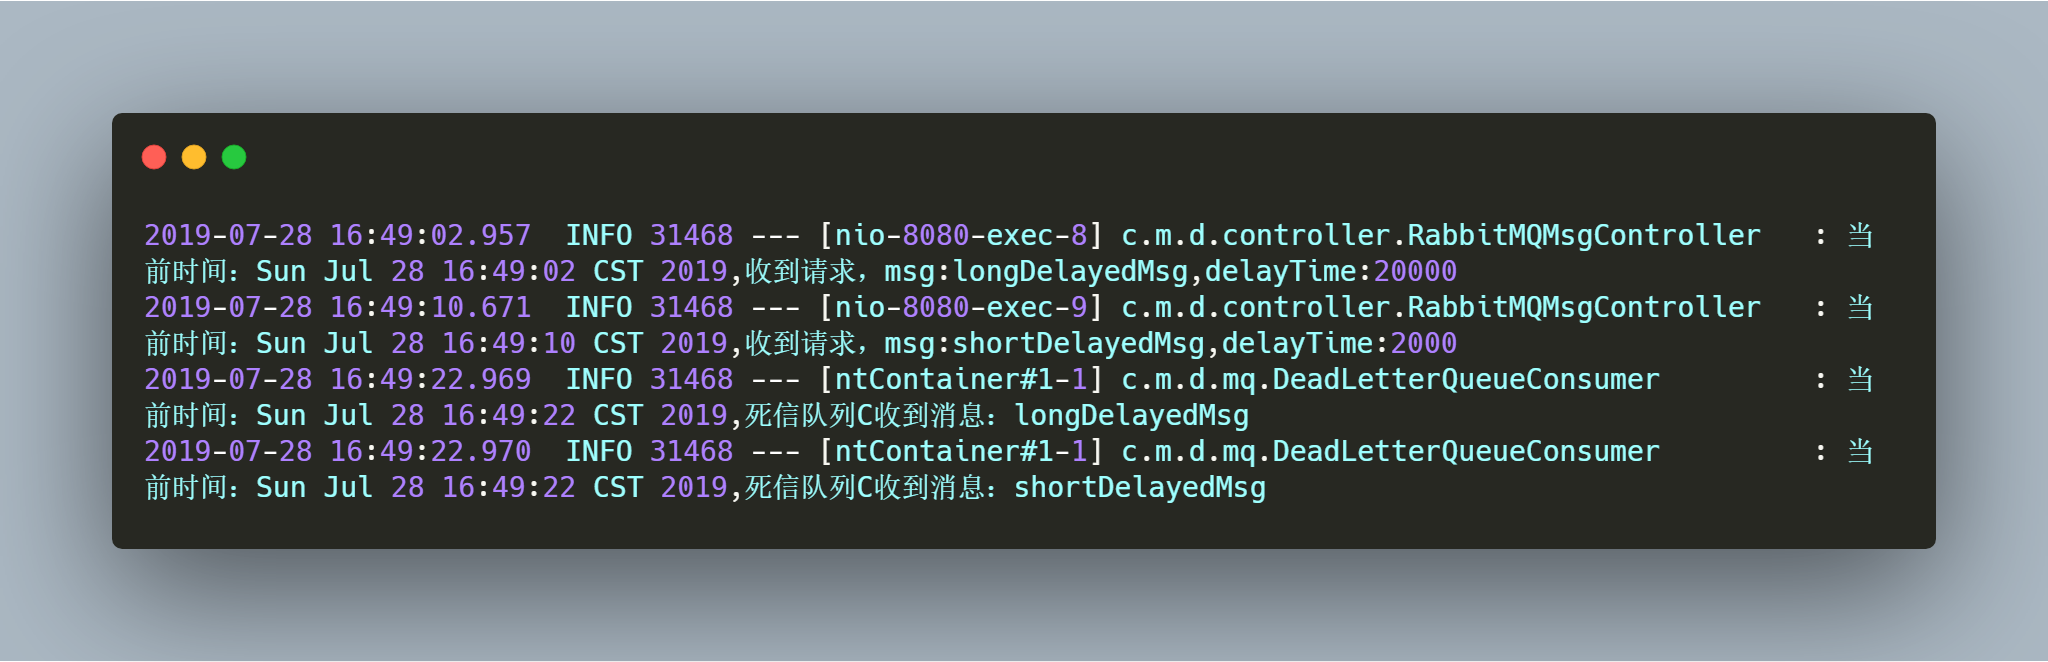 2019-07-28 16:49:02.957  INFO 31468 --- [nio-8080-exec-8] c.m.d.controller.RabbitMQMsgController   : 当
前时间：Sun Jul 28 16:49:02 CST 2019,收到请求，msg:longDelayedMsg,delayTime:20000
2019-07-28 16:49:10.671  INFO 31468 --- [nio-8080-exec-9] c.m.d.controller.RabbitMQMsgController   : 当
前时间：Sun Jul 28 16:49:10 CST 2019,收到请求，msg:shortDelayedMsg,delayTime:2000
2019-07-28 16:49:22.969  INFO 31468 --- [ntContainer#1-1] c.m.d.mq.DeadLetterQueueConsumer         : 当
前时间：Sun Jul 28 16:49:22 CST 2019,死信队列C收到消息：longDelayedMsg
2019-07-28 16:49:22.970  INFO 31468 --- [ntContainer#1-1] c.m.d.mq.DeadLetterQueueConsumer         : 当
前时间：Sun Jul 28 16:49:22 CST 2019,死信队列C收到消息：shortDelayedMsg